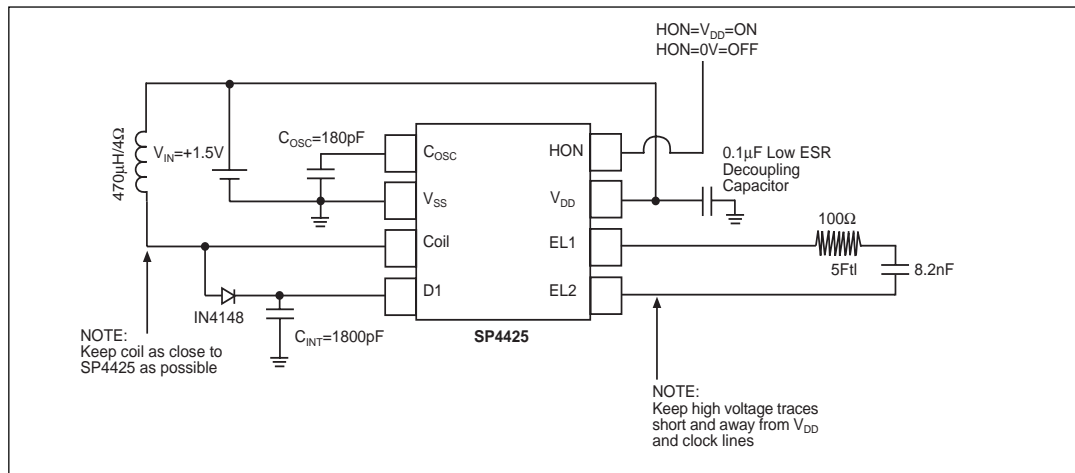 HON=VDD=ON
HON=0V=OFF
470µH/4Ω
VIN=+1.5V
COSC=180pF
COSC
HON
0.1µF Low ESR
Decoupling
Capacitor
VSS
VDD
Coil
EL1
100Ω
5Ftl
8.2nF
D1
EL2
IN4148
CINT=1800pF
SP4425
NOTE:
Keep coil as close to
SP4425 as possible
NOTE:
Keep high voltage traces
short and away from VDD
and clock lines